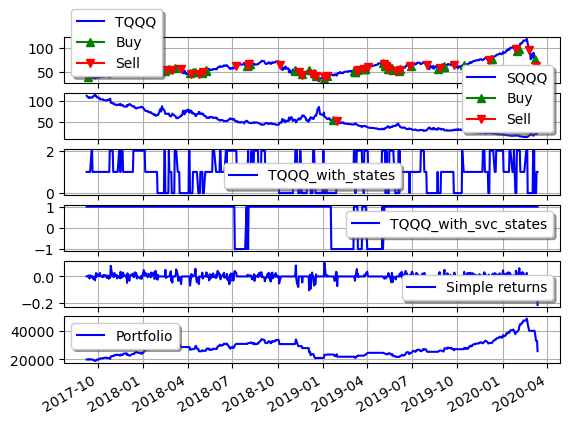 TQQQ
Buy
Sell
100
50
SQQQ
Buy
Sell
100
50
2
0
TQQQ_with_states
1
0
−1
TQQQ_with_svc_states
0.0
−0.2
Simple returns
40000
20000
Portfolio
2017-10
2018-01
2018-04
2018-07
2018-10
2019-01
2019-04
2019-07
2019-10
2020-01
2020-04